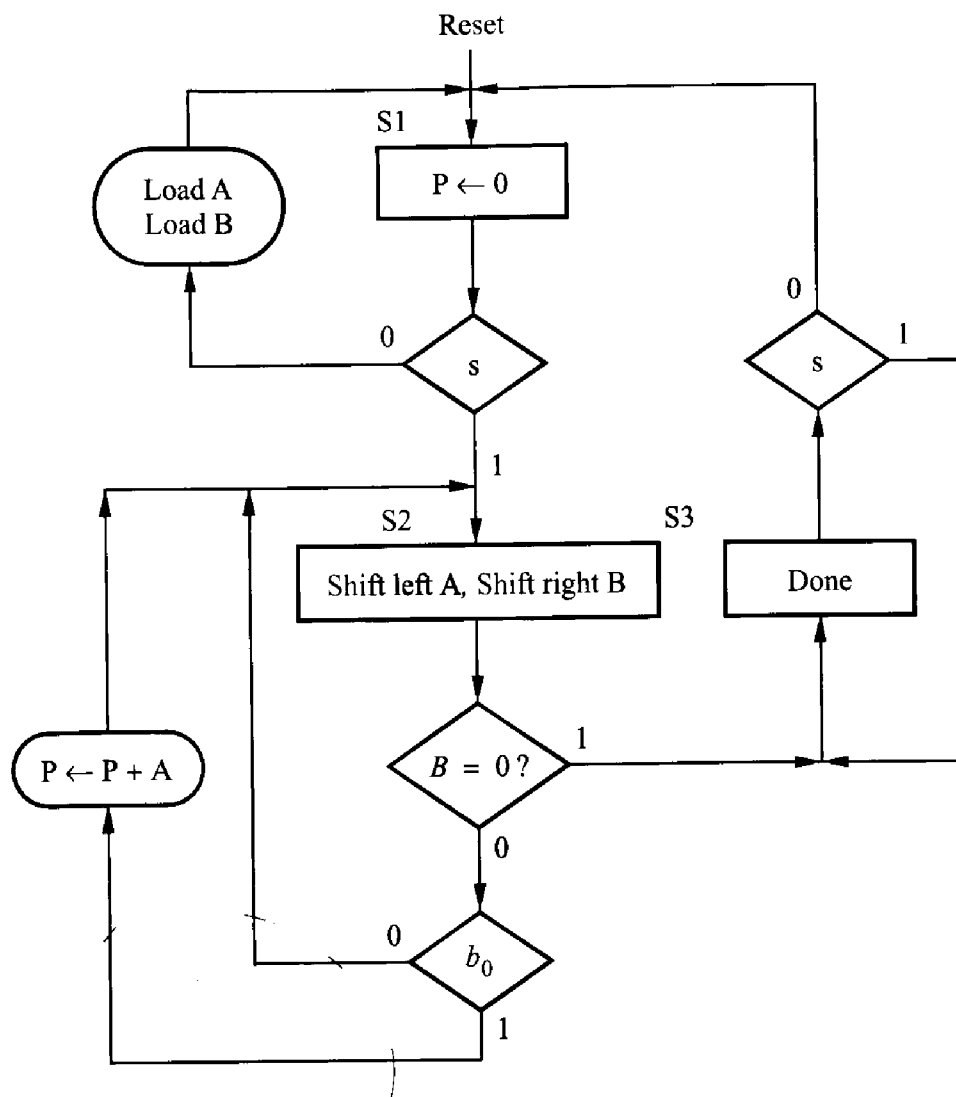 Reset
S1
P ← 0
Load A
Load B
0
s
1
0
s
1
S2
Shift left A, Shift right B
S3
Done
P ← P + A
B = 0 ?
1
0
0
b₀
1